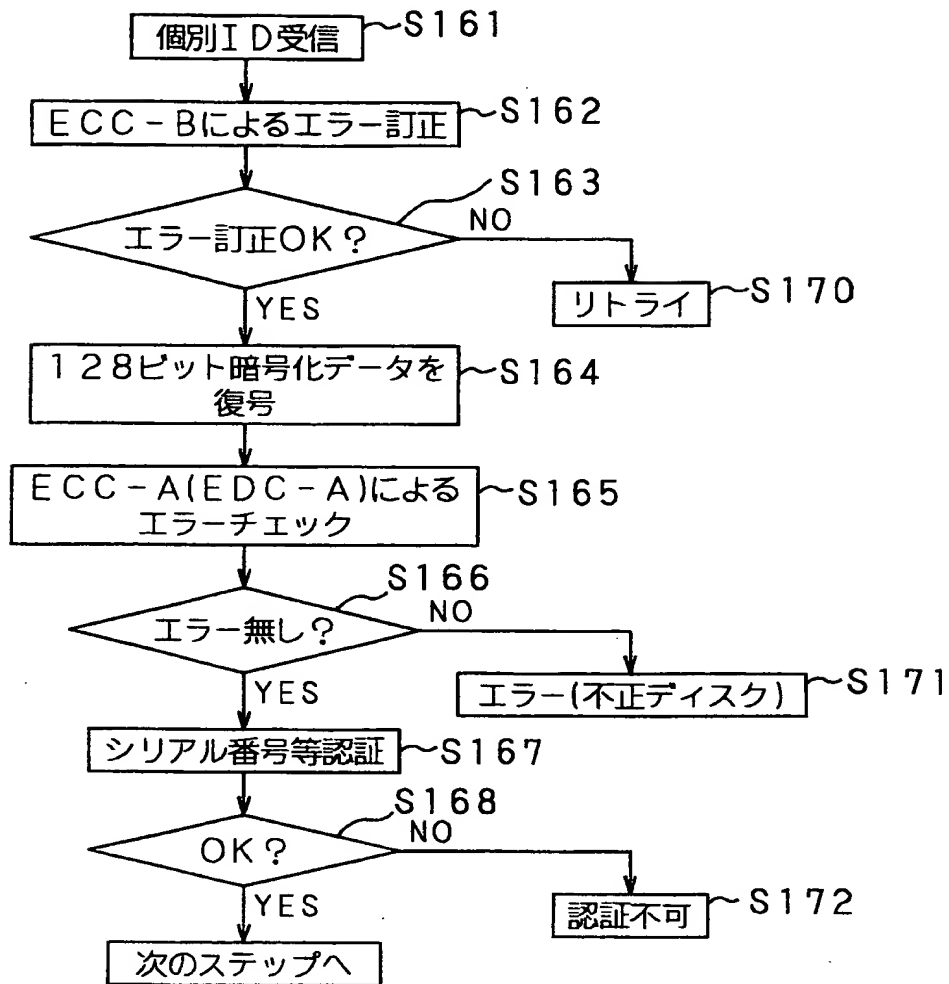 個別ＩＤ受信
S161
ＥＣＣ－Ｂによるエラー訂正
S162
S163
エラー訂正OK？
NO
YES
リトライ
S170
１２８ビット暗号化データを
復号
S164
ＥＣＣ－Ａ(ＥＤＣ－Ａ)による
エラーチェック
S165
S166
エラー無し？
NO
YES
エラー(不正ディスク)
S171
シリアル番号等認証
S167
S168
OK？
NO
YES
認証不可
S172
次のステップへ